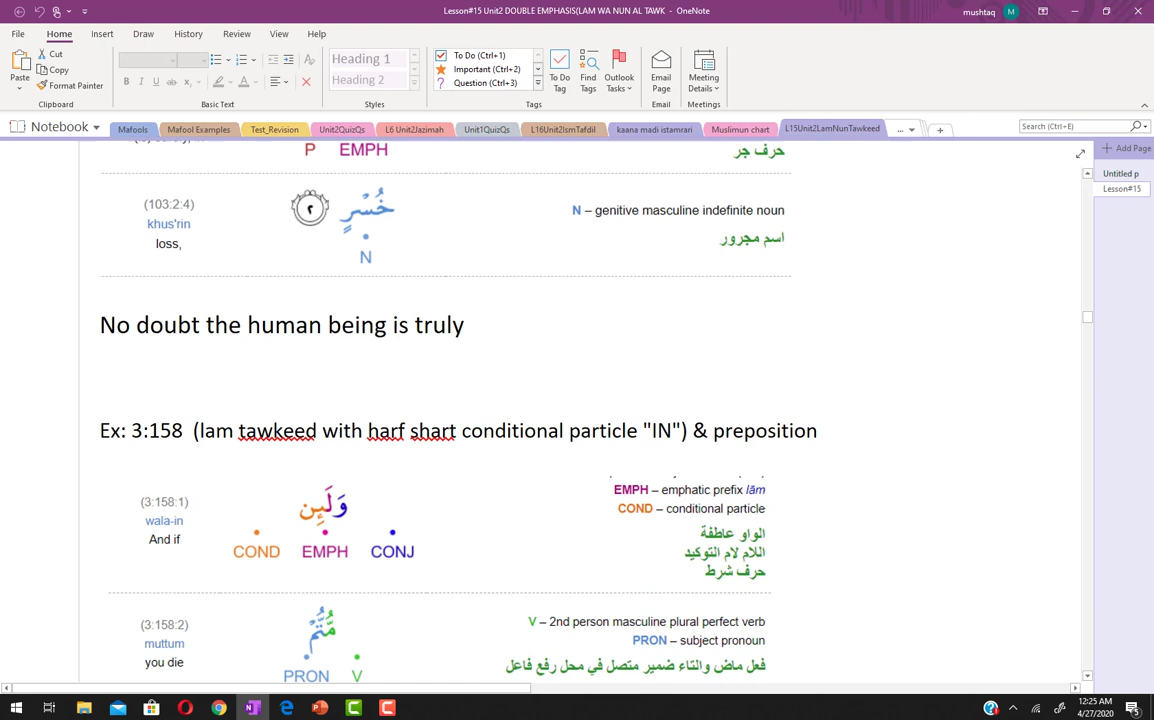 Lesson#15 Unit2 DOUBLE EMPHASIS(LAM WA NUN AL TAWK - OneNote
mushtaq M
File Home Insert Draw History Review View Help
Paste
Cut
Copy
Format Painter
Clipboard
B I U ab x A
Basic Text
Heading 1
Heading 2
Styles
To Do (Ctrl+1)
Important (Ctrl+2)
? Question (Ctrl+3)
To Do Tag
Find Tags
Outlook Tasks
Tags
Email Page
Email
Meeting Details
Meetings
Notebook
Mafools
Mafool Examples
Test_Revision
Unit2QuizQs
L6 Unit2Jazimah
Unit1QuizQs
L16Unit2IsmTafdil
kaana madi istamrari
Muslimun chart
L15Unit2LamNunTawkeed
...
Search (Ctrl+E)
Add Page
Untitled p
Lesson#15
P EMPH
حرف جر
(103:2:4)
khus'rin
loss,
خُسْرٍ ٢
N
N – genitive masculine indefinite noun
اسم مجرور
No doubt the human being is truly
Ex: 3:158 (lam tawkeed with harf shart conditional particle "IN") & preposition
(3:158:1)
wala-in
And if
وَلَئِن
COND EMPH CONJ
EMPH – emphatic prefix lām
COND – conditional particle
الواو عاطفة
اللام لام التوكيد
حرف شرط
(3:158:2)
muttum
you die
مُّتُّمْ
PRON V
V – 2nd person masculine plural perfect verb
PRON – subject pronoun
فعل ماض والتاء ضمير متصل في محل رفع فاعل
12:25 AM
4/27/2020
5